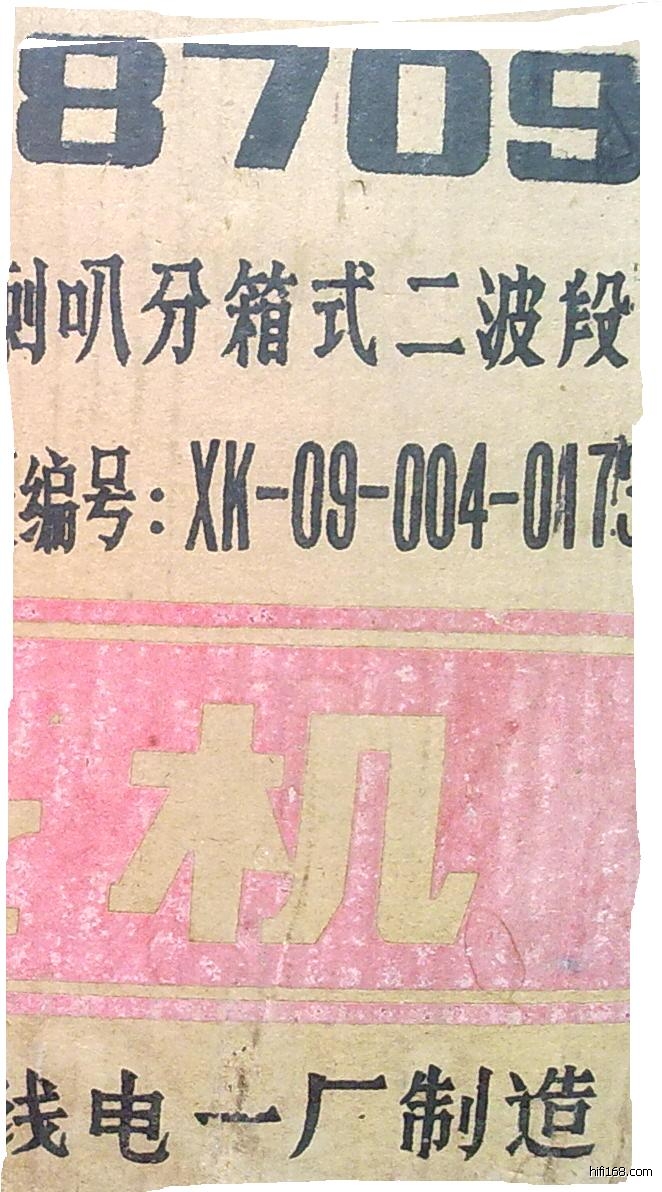 8709
喇叭分箱式二波段
编号:XK-09-004-0175
机
线电一厂制造
hifi168.com